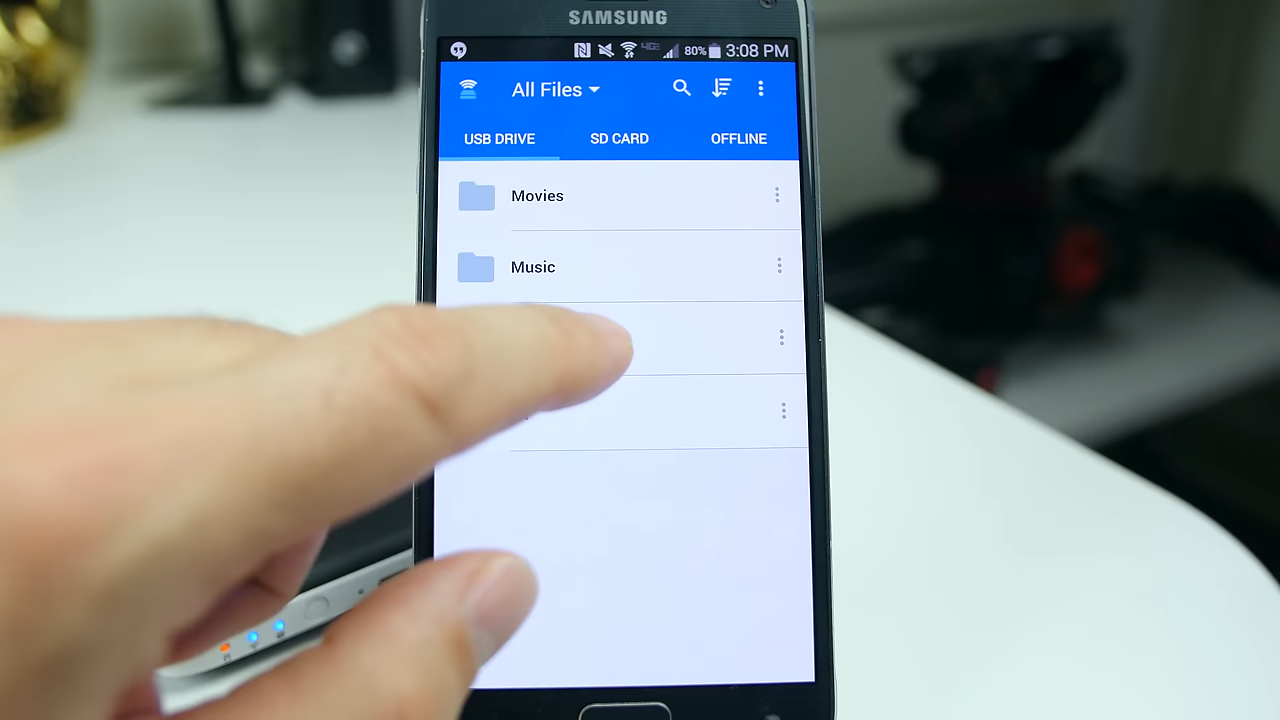 SAMSUNG
80% 3:08 PM
All Files
USB DRIVE SD CARD OFFLINE
Movies
Music